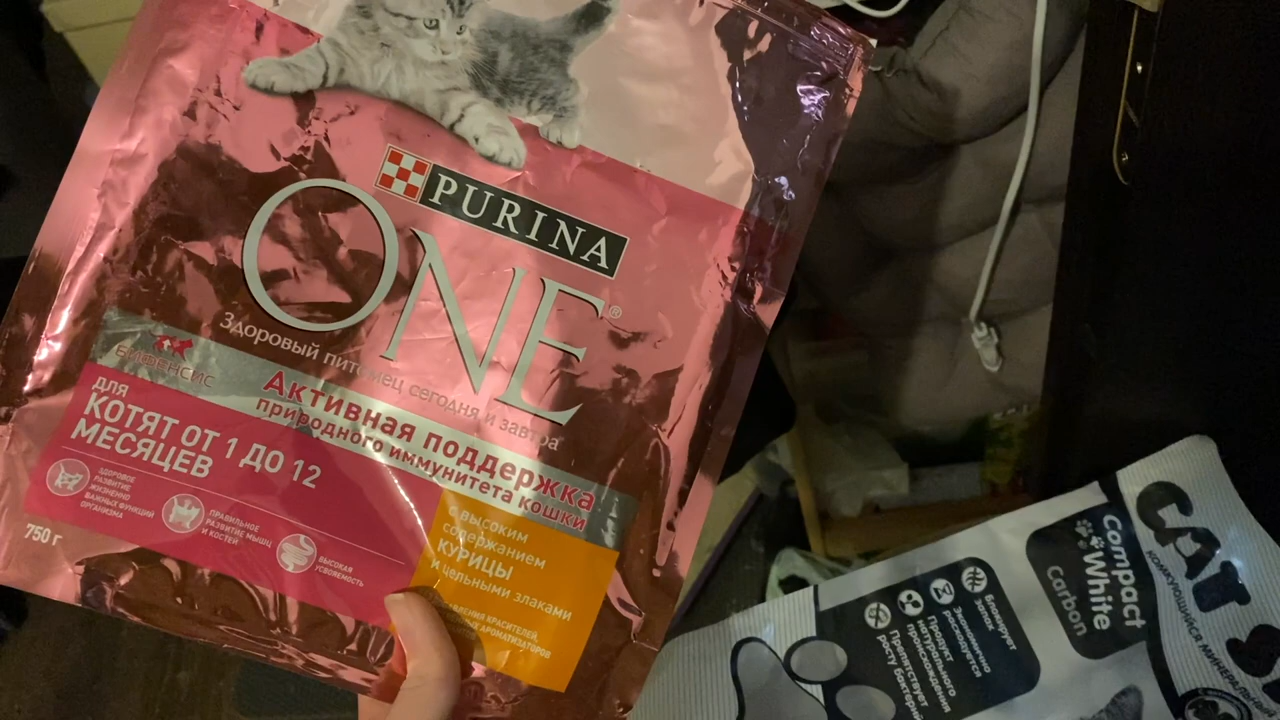 PURINA
ONE®
Здоровый питомец сегодня и завтра
БИФЕНСИС
Активная поддержка
природного иммунитета кошки
ДЛЯ
КОТЯТ ОТ 1 ДО 12
МЕСЯЦЕВ
ЗДОРОВОЕ
РАЗВИТИЕ
ЖИЗНЕННО
ВАЖНЫХ ФУНКЦИЙ
ОРГАНИЗМА
ПРАВИЛЬНОЕ
РАЗВИТИЕ МЫШЦ
И КОСТЕЙ
ВЫСОКАЯ
УСВОЯЕМОСТЬ
750 г
С ВЫСОКИМ
содержанием
КУРИЦЫ
и цельными злаками
КРАСИТЕЛЕЙ,
АРОМАТИЗАТОРОВ
CAT
КОМКУЮЩИЙСЯ МИНЕРАЛЬНЫЙ
Compact
White
Carbon
Блокирует
запах
Экономично
расходуется
Продукт
натурального
происхождения
Препятствует
росту бактерий